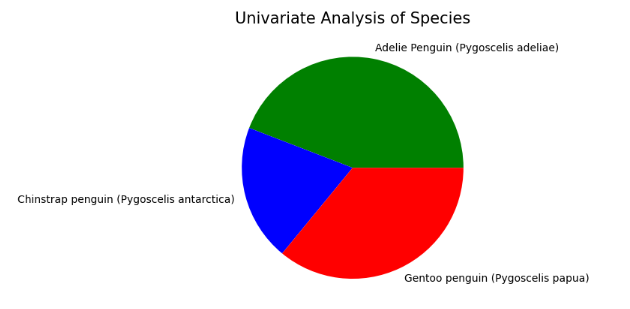 Univariate Analysis of Species
Adelie Penguin (Pygoscelis adeliae)
Chinstrap penguin (Pygoscelis antarctica)
Gentoo penguin (Pygoscelis papua)